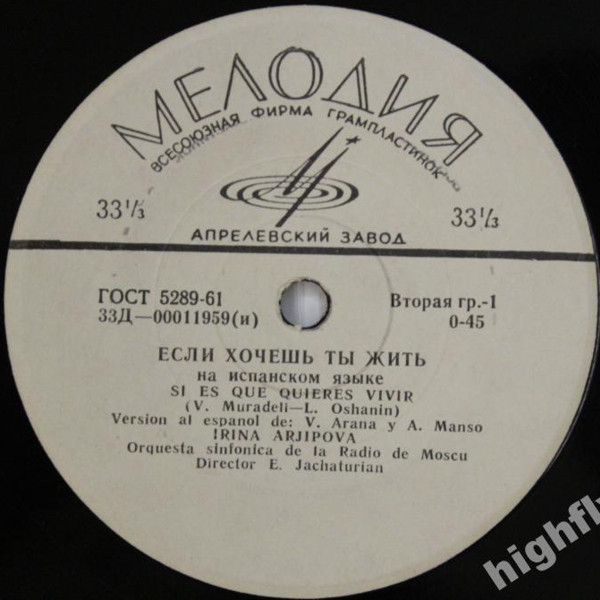 МЕЛОДИЯ
ВСЕСОЮЗНАЯ ФИРМА ГРАМПЛАСТИНОК
33⅓ 33⅓
АПРЕЛЕВСКИЙ ЗАВОД
ГОСТ 5289-61 Вторая гр.-1
33Д—00011959(и) 0-45
ЕСЛИ ХОЧЕШЬ ТЫ ЖИТЬ
на испанском языке
SI ES QUE QUIERES VIVIR
(V. Muradeli—L. Oshanin)
Version al español de: V. Arana y A. Manso
IRINA ARJIPOVA
Orquesta sinfonica de la Radio de Moscu
Director E. Jachaturian